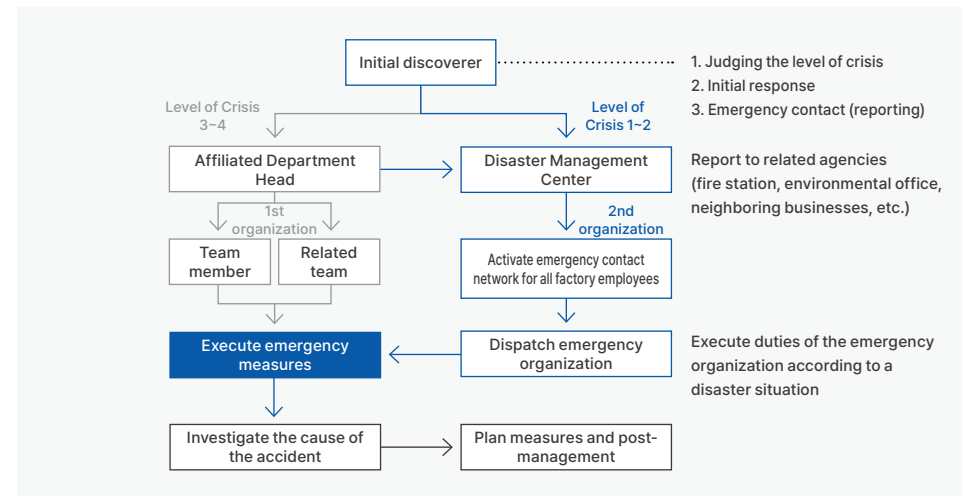 Initial discoverer
1. Judging the level of crisis
2. Initial response
3. Emergency contact (reporting)
Level of Crisis
3~4
Level of
Crisis 1~2
Affiliated Department
Head
Disaster Management
Center
Report to related agencies
(fire station, environmental office,
neighboring businesses, etc.)
1st
organization
2nd
organization
Team
member
Related
team
Activate emergency contact
network for all factory employees
Execute emergency
measures
Dispatch emergency
organization
Execute duties of the emergency
organization according to a
disaster situation
Investigate the cause of
the accident
Plan measures and post-
management